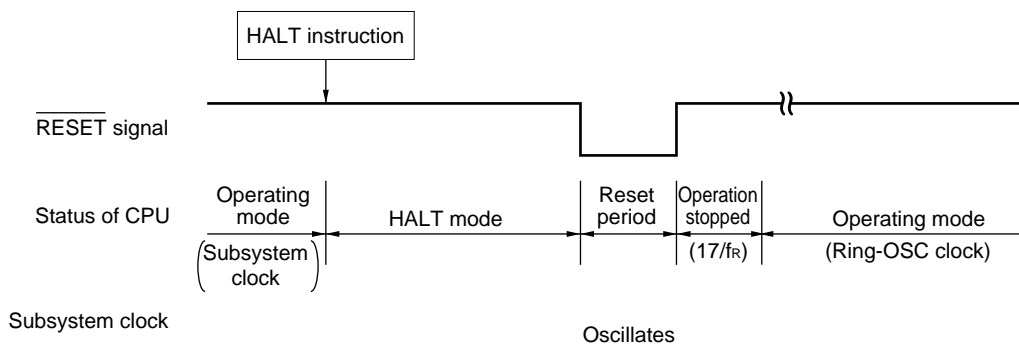 HALT instruction
RESET signal
Status of CPU
Operating
mode
(Subsystem
clock)
HALT mode
Reset
period
Operation
stopped
(17/fR)
Operating mode
(Ring-OSC clock)
Subsystem clock
Oscillates